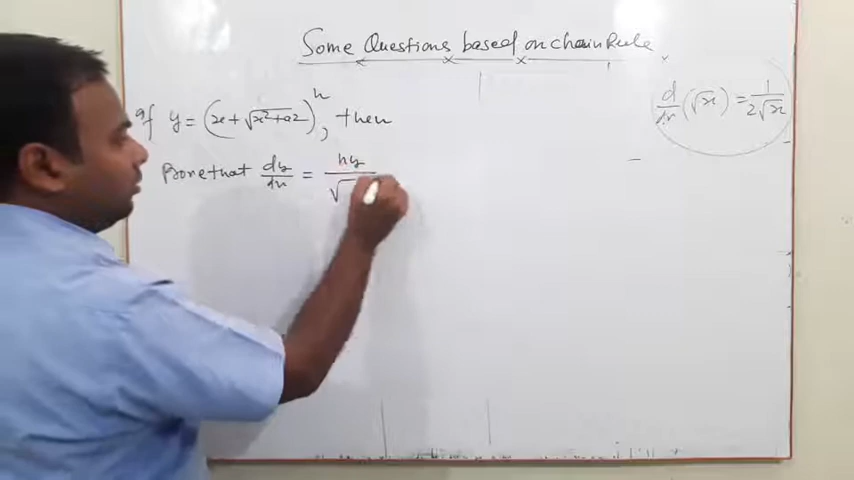 Some Questions based on chain Rule
If y = (x + √x²+a2)ⁿ, then
Prove that dy/dx = ny/√
d/dx (√x) = 1/2√x